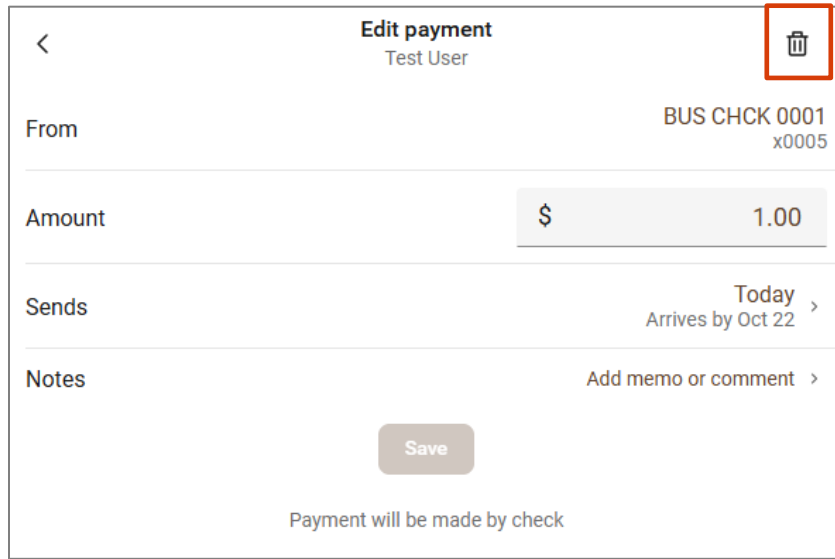 Edit payment
Test User
From
BUS CHCK 0001
x0005
Amount
$ 1.00
Sends
Today
Arrives by Oct 22
Notes
Add memo or comment
Save
Payment will be made by check